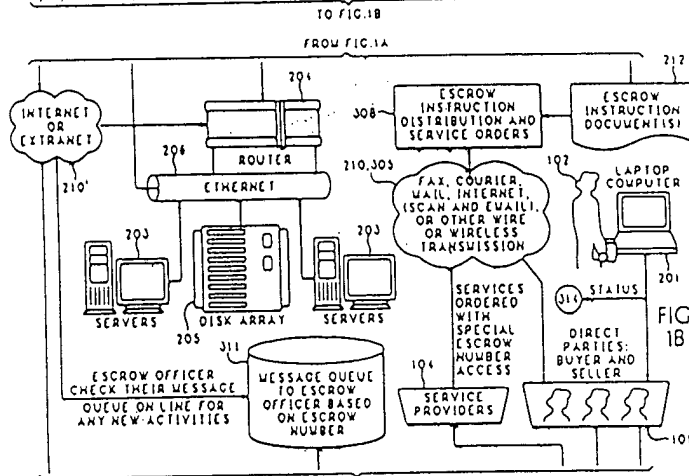 TO FIG.1B
FROM FIG.1A
INTERNET
OR
EXTRANET
210'
204
ROUTER
206
ETHERNET
203
SERVERS
DISK ARRAY
205
203
SERVERS
308
ESCROW
INSTRUCTION
DISTRIBUTION AND
SERVICE ORDERS
212
ESCROW
INSTRUCTION
DOCUMENT(S)
210,305
FAX, COURIER,
MAIL, INTERNET,
(SCAN AND EMAIL),
OR OTHER WIRE
OR WIRELESS
TRANSMISSION
102
LAPTOP
COMPUTER
201
314
STATUS
FIG
1B
SERVICES
ORDERED
WITH
SPECIAL
ESCROW
NUMBER
ACCESS
DIRECT
PARTIES:
BUYER AND
SELLER
104
SERVICE
PROVIDERS
311
MESSAGE QUEUE
TO ESCROW
OFFICER BASED
ON ESCROW
NUMBER
ESCROW OFFICER
CHECK THEIR MESSAGE
QUEUE ON LINE FOR
ANY NEW-ACTIVITIES